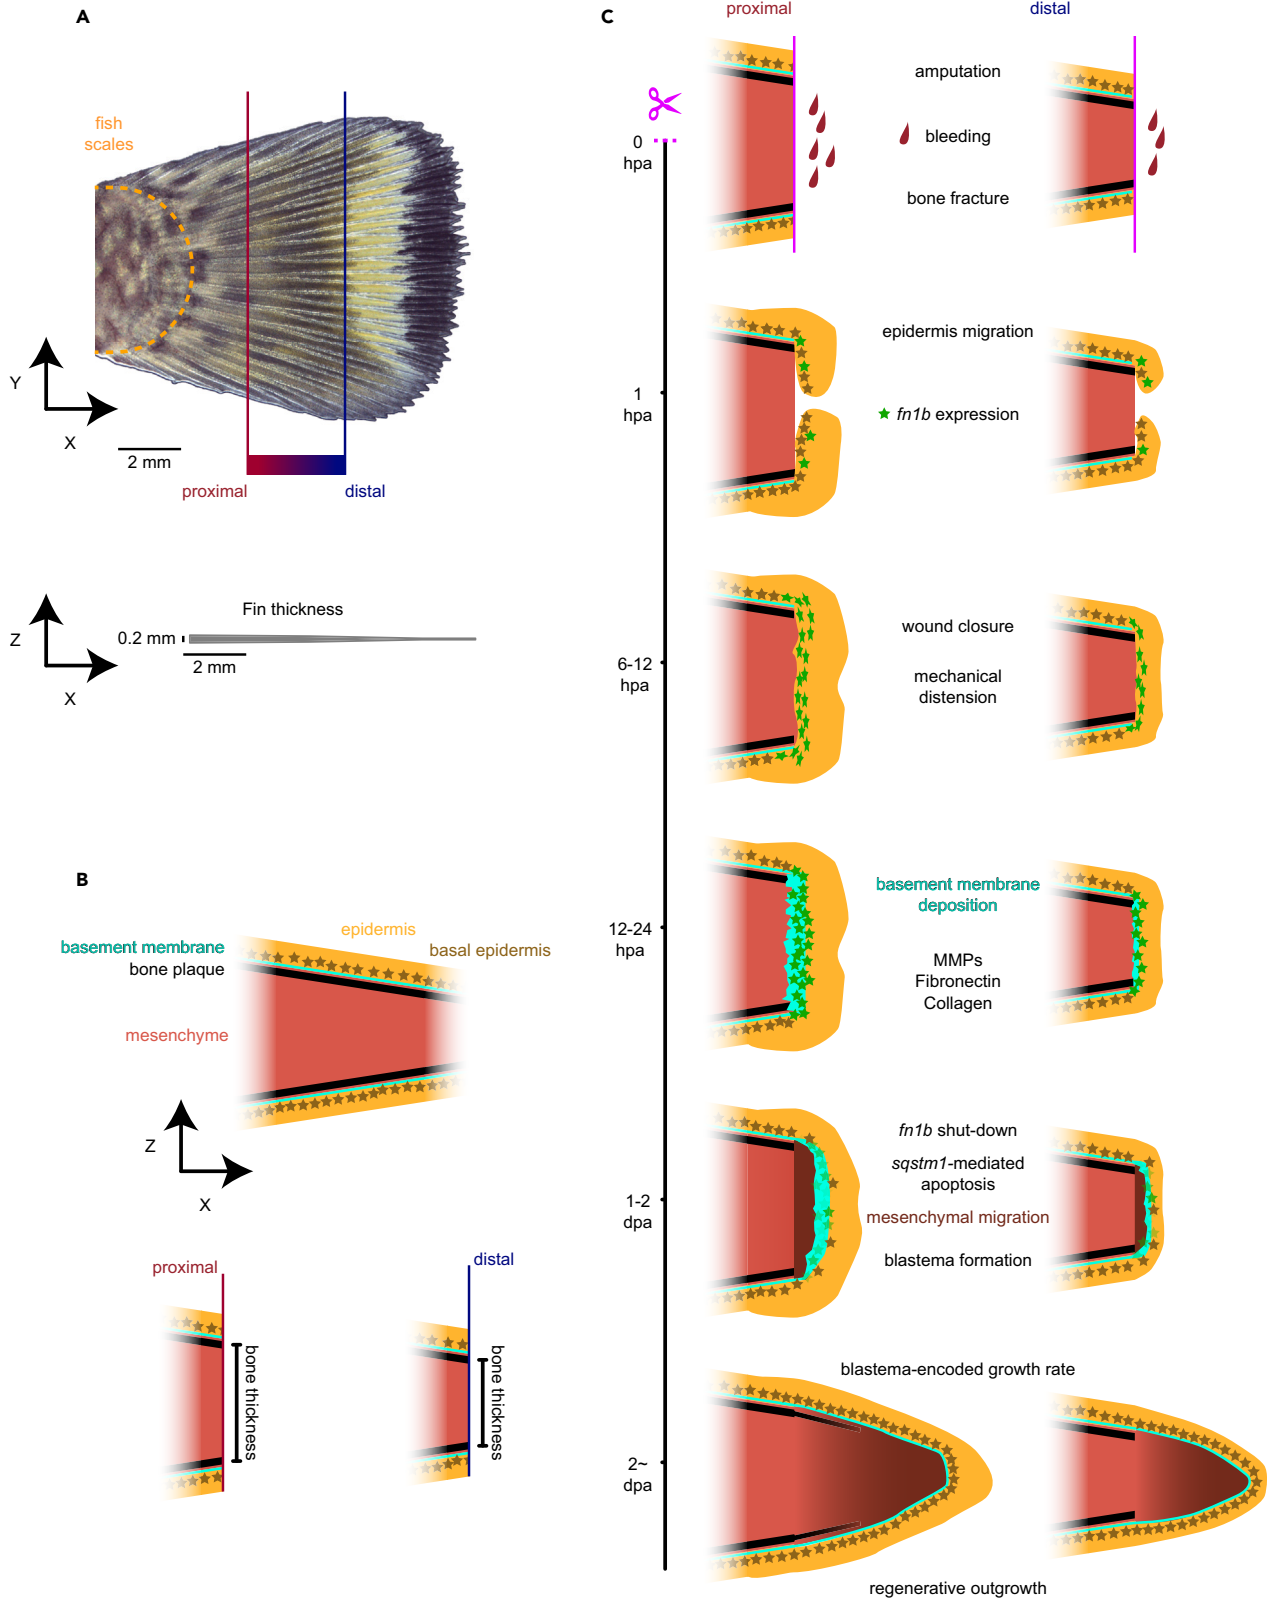 A
fish
scales
Y
X
2 mm
proximal
distal
Fin thickness
Z
0.2 mm
2 mm
X
B
epidermis
basement membrane
basal epidermis
bone plaque
mesenchyme
Z
X
proximal
distal
bone thickness
bone thickness
C
proximal
distal
amputation
0
hpa
bleeding
bone fracture
epidermis migration
1
hpa
fn1b expression
wound closure
6-12
hpa
mechanical
distension
basement membrane
deposition
12-24
hpa
MMPs
Fibronectin
Collagen
fn1b shut-down
sqstm1-mediated
apoptosis
1-2
dpa
mesenchymal migration
blastema formation
blastema-encoded growth rate
2~
dpa
regenerative outgrowth